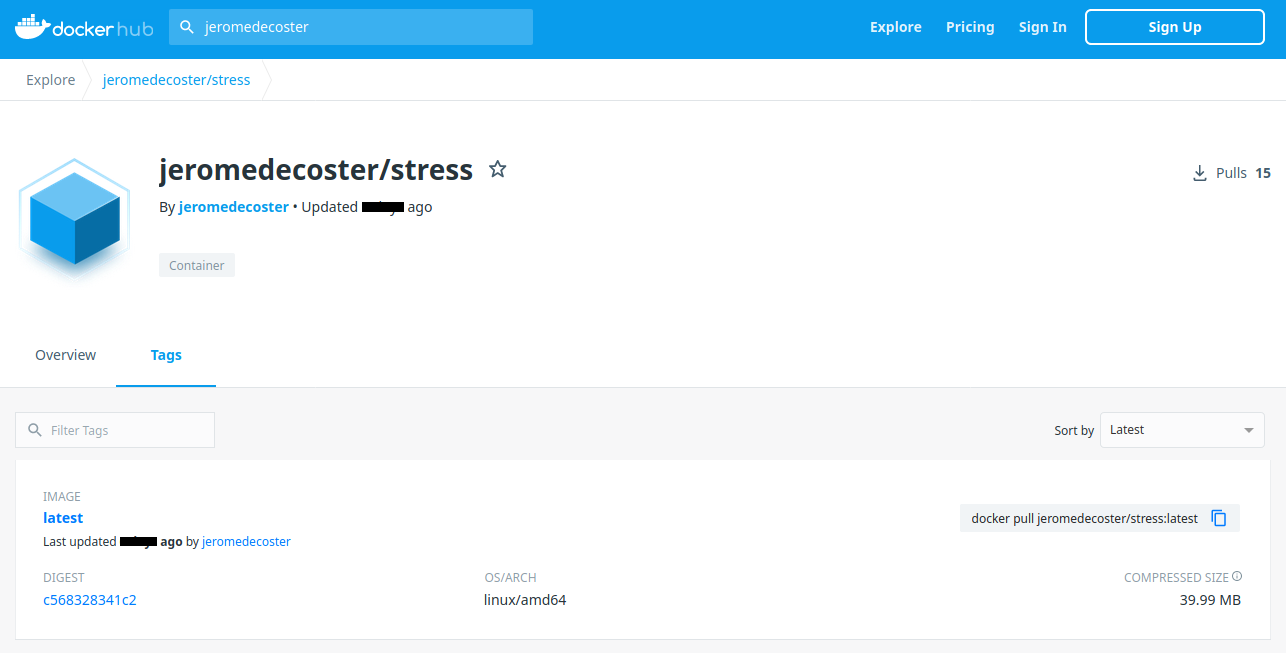 docker hub
jeromedecoster
Explore
Pricing
Sign In
Sign Up
Explore
jeromedecoster/stress
jeromedecoster/stress
Pulls 15
By jeromedecoster • Updated ago
Container
Overview
Tags
Filter Tags
Sort by
Latest
IMAGE
latest
docker pull jeromedecoster/stress:latest
Last updated ago by jeromedecoster
DIGEST
OS/ARCH
COMPRESSED SIZE
c568328341c2
linux/amd64
39.99 MB